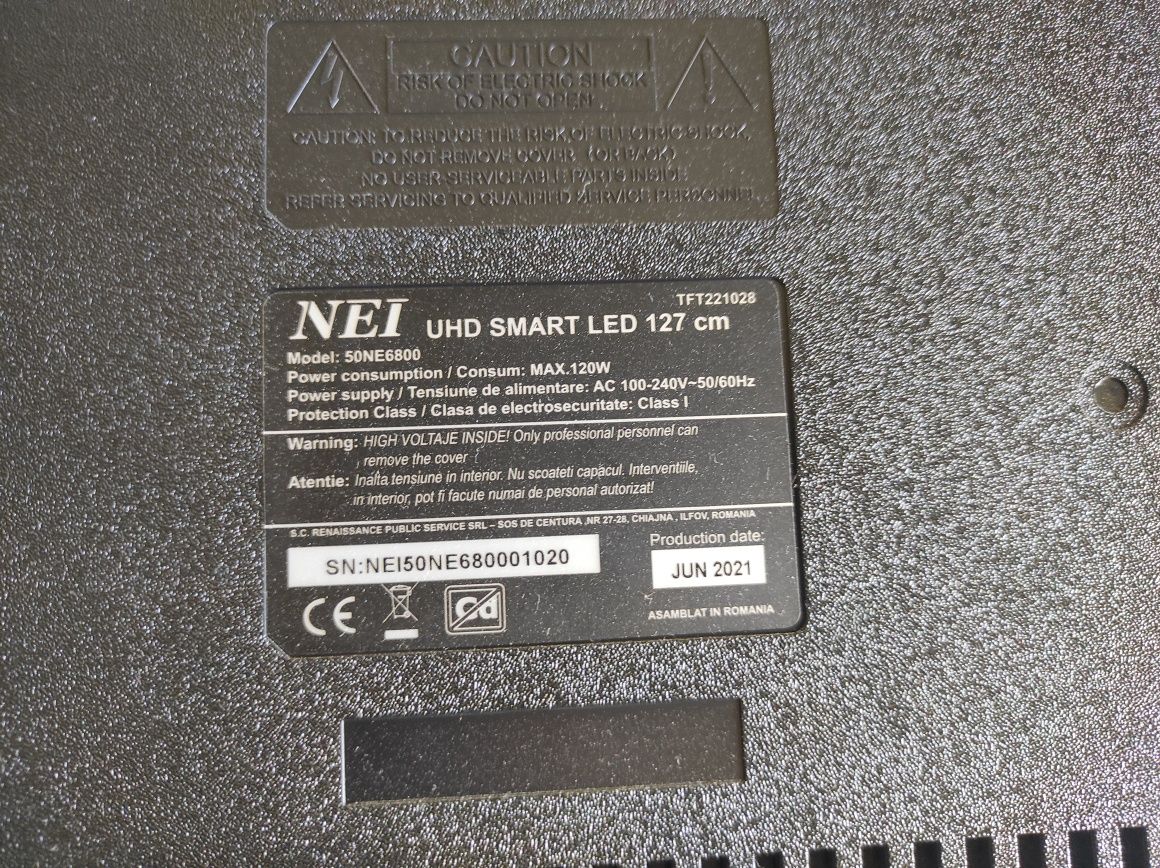 CAUTION
RISK OF ELECTRIC SHOCK
DO NOT OPEN
CAUTION: TO REDUCE THE RISK OF ELECTRIC SHOCK,
DO NOT REMOVE COVER (OR BACK)
NO USER SERVICEABLE PARTS INSIDE
REFER SERVICING TO QUALIFIED SERVICE PERSONNEL
NEI
TFT221028
UHD SMART LED 127 cm
Model: 50NE6800
Power consumption / Consum: MAX.120W
Power supply / Tensiune de alimentare: AC 100-240V~50/60Hz
Protection Class / Clasa de electrosecuritate: Class I
Warning: HIGH VOLTAJE INSIDE! Only professional personnel can
remove the cover
Atentie: Inalta tensiune in interior. Nu scoateti capacul. Interventiile,
in interior, pot fi facute numai de personal autorizat!
S.C. RENAISSANCE PUBLIC SERVICE SRL – SOS DE CENTURA ,NR 27-28, CHIAJNA , ILFOV, ROMANIA
SN:NEI50NE680001020
Production date:
JUN 2021
CE
Cd
ASAMBLAT IN ROMANIA